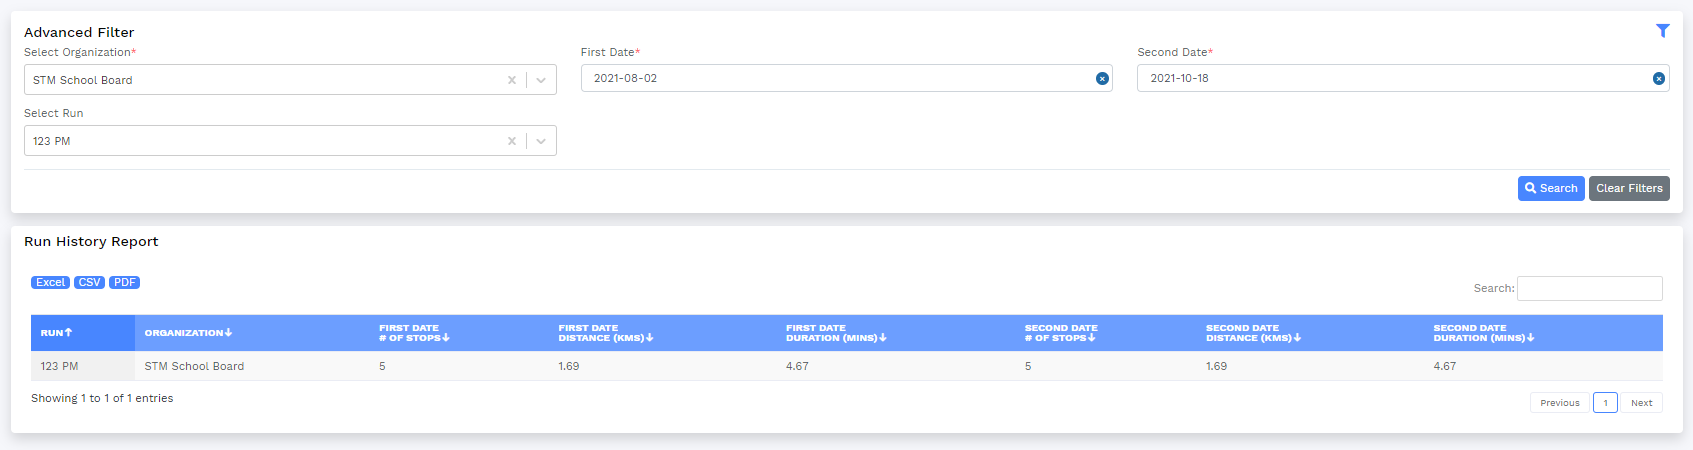 Advanced Filter
Select Organization*
First Date*
Second Date*
STM School Board
2021-08-02
2021-10-18
Select Run
123 PM
Search
Clear Filters
Run History Report
Excel CSV PDF
Search:
RUN
ORGANIZATION
FIRST DATE
# OF STOPS
FIRST DATE
DISTANCE (KMS)
FIRST DATE
DURATION (MINS)
SECOND DATE
# OF STOPS
SECOND DATE
DISTANCE (KMS)
SECOND DATE
DURATION (MINS)
123 PM STM School Board 5 1.69 4.67 5 1.69 4.67
Showing 1 to 1 of 1 entries
Previous 1 Next